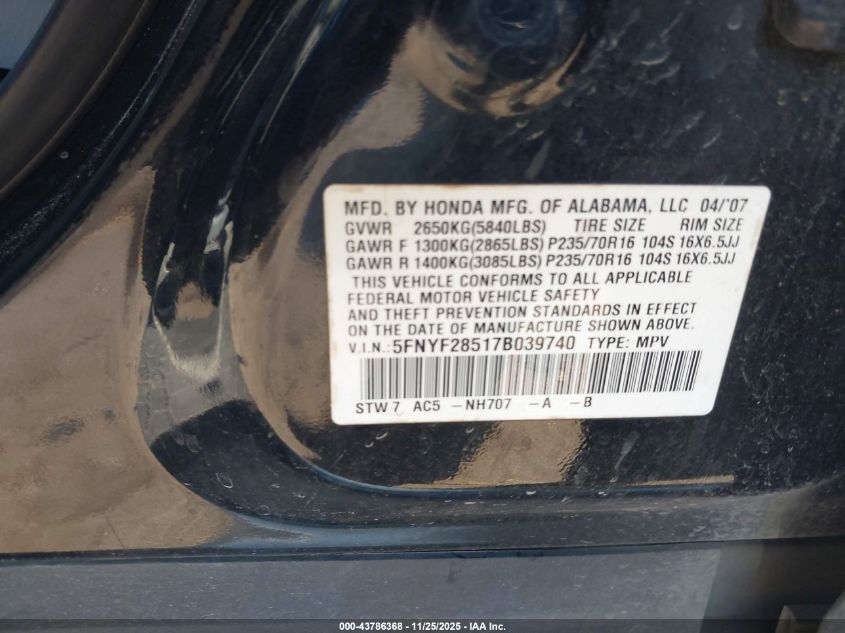 MFD. BY HONDA MFG. OF ALABAMA, LLC 04/'07
GVWR 2650KG(5840LBS) TIRE SIZE RIM SIZE
GAWR F 1300KG(2865LBS) P235/70R16 104S 16X6.5JJ
GAWR R 1400KG(3085LBS) P235/70R16 104S 16X6.5JJ
THIS VEHICLE CONFORMS TO ALL APPLICABLE
FEDERAL MOTOR VEHICLE SAFETY
AND THEFT PREVENTION STANDARDS IN EFFECT
ON THE DATE OF MANUFACTURE SHOWN ABOVE.
V.I.N.: 5FNYF28517B039740 TYPE: MPV
STW7 AC5 -NH707 -A -B
000-43786368 - 11/25/2025 - IAA Inc.